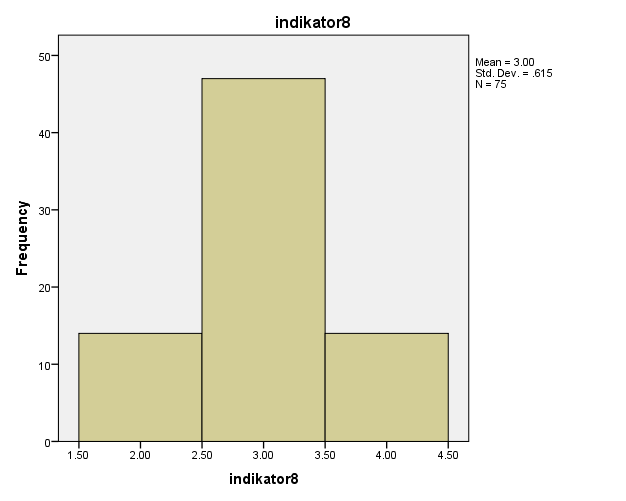 indikator8
Mean = 3.00
Std. Dev. = .615
N = 75
50
40
30
20
10
0
Frequency
1.50 2.00 2.50 3.00 3.50 4.00 4.50
indikator8